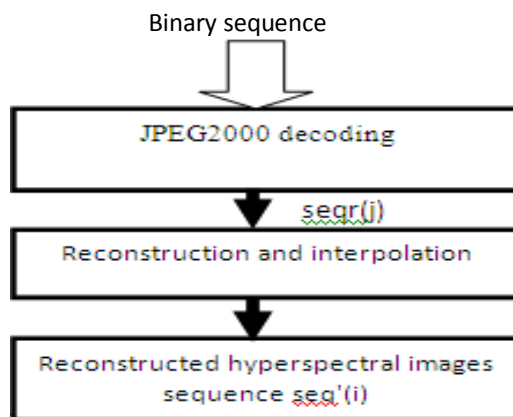 Binary sequence
JPEG2000 decoding
seqr(j)
Reconstruction and interpolation
Reconstructed hyperspectral images
sequence seq'(i)